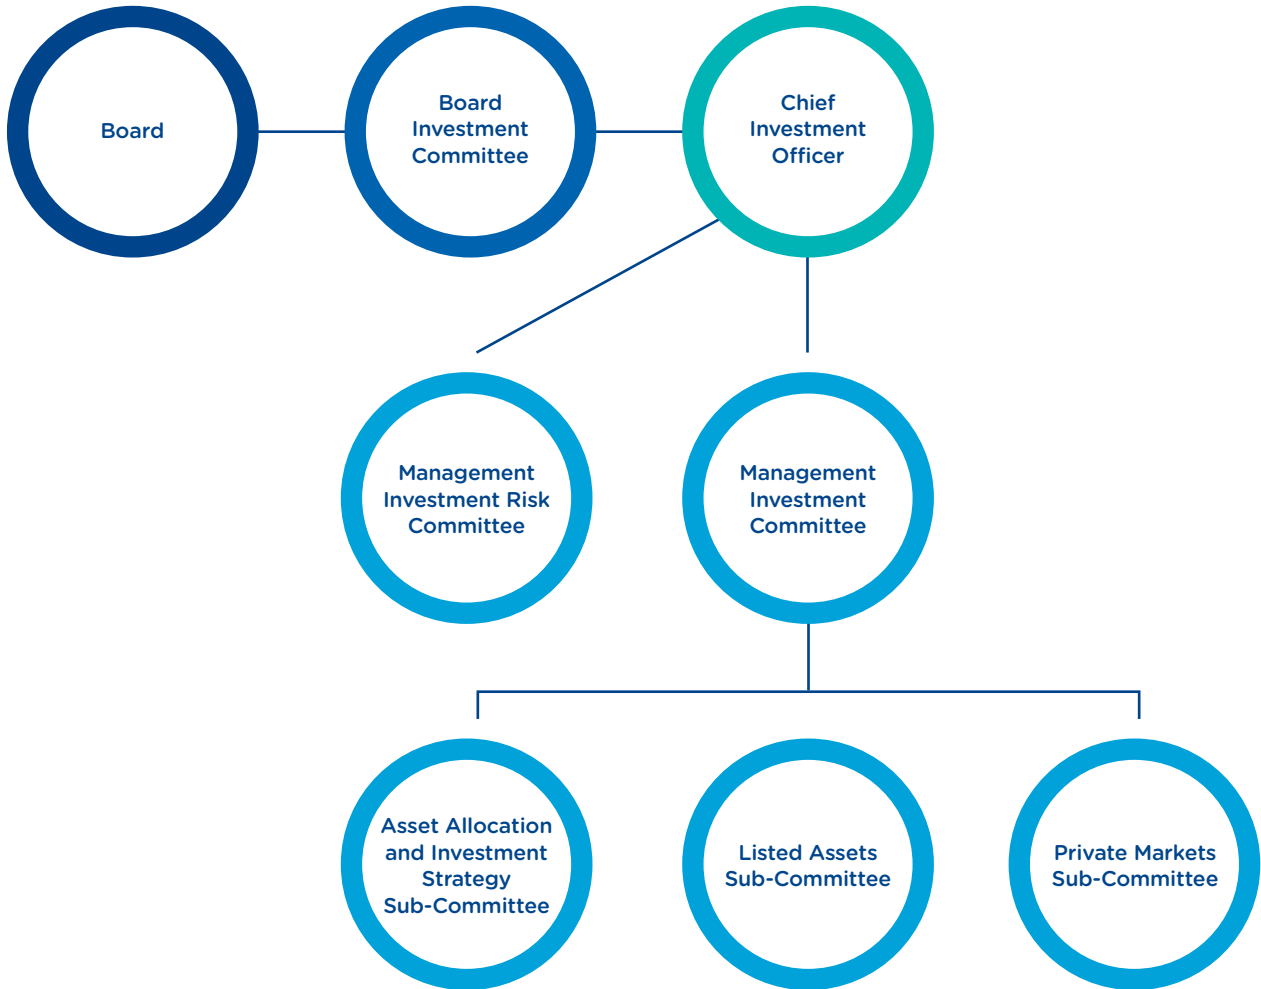 Board
Board
Investment
Committee
Chief
Investment
Officer
Management
Investment Risk
Committee
Management
Investment
Committee
Asset Allocation
and Investment
Strategy
Sub-Committee
Listed Assets
Sub-Committee
Private Markets
Sub-Committee